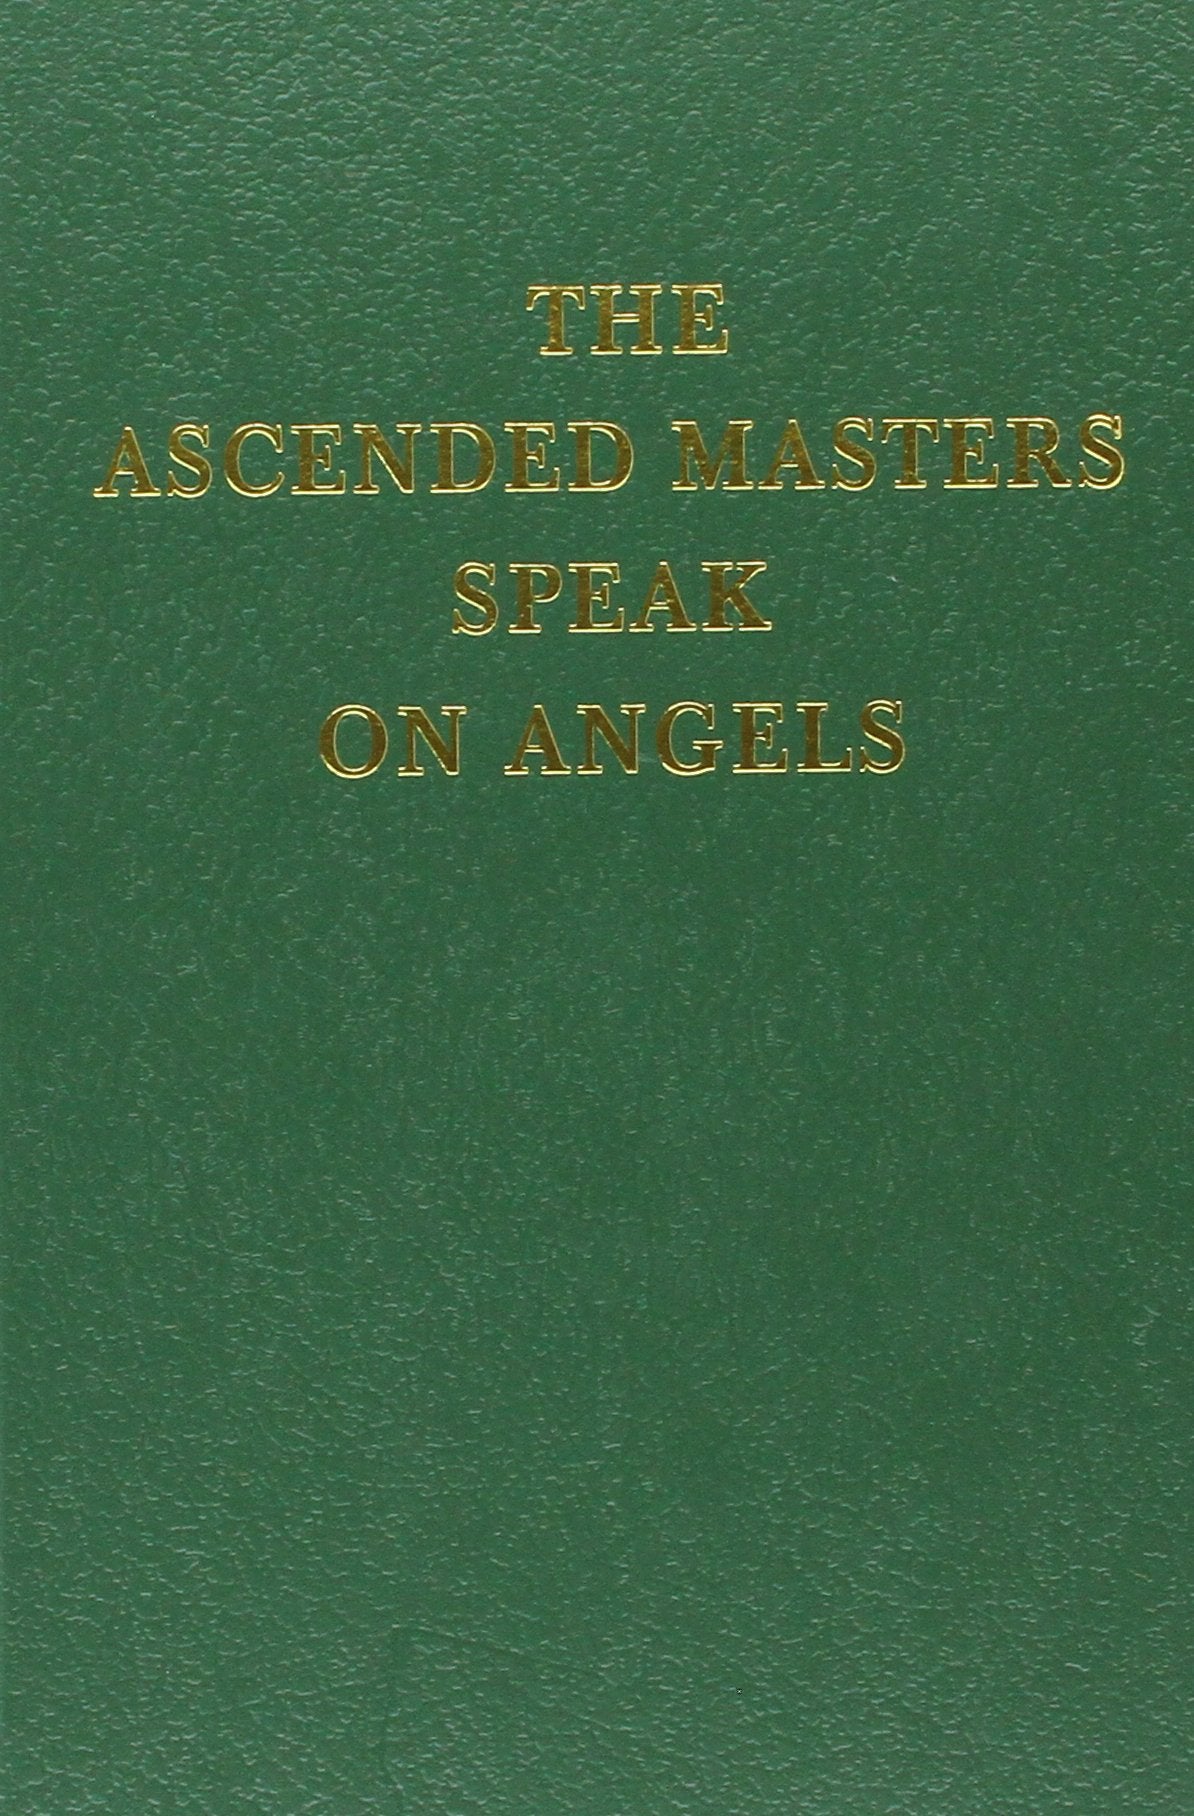 THE
ASCENDED MASTERS
SPEAK
ON ANGELS